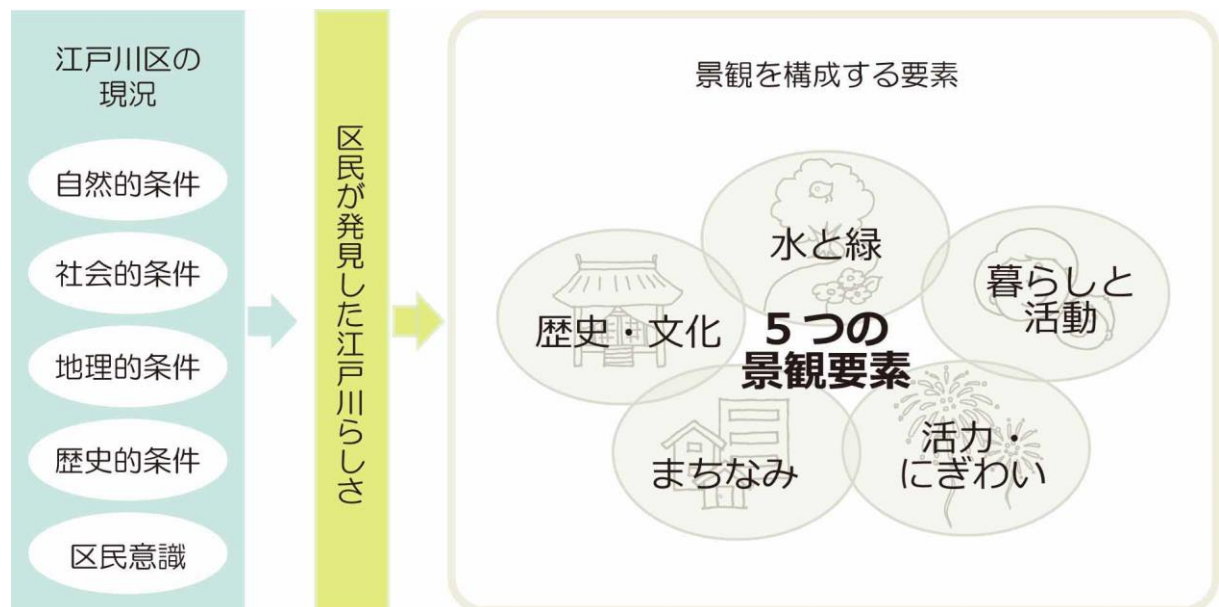 江戸川区の
現況
自然的条件
社会的条件
地理的条件
歴史的条件
区民意識
区民が発見した江戸川らしさ
景観を構成する要素
水と緑
暮らしと
活動
歴史・文化
5つの
景観要素
まちなみ
活力・
にぎわい